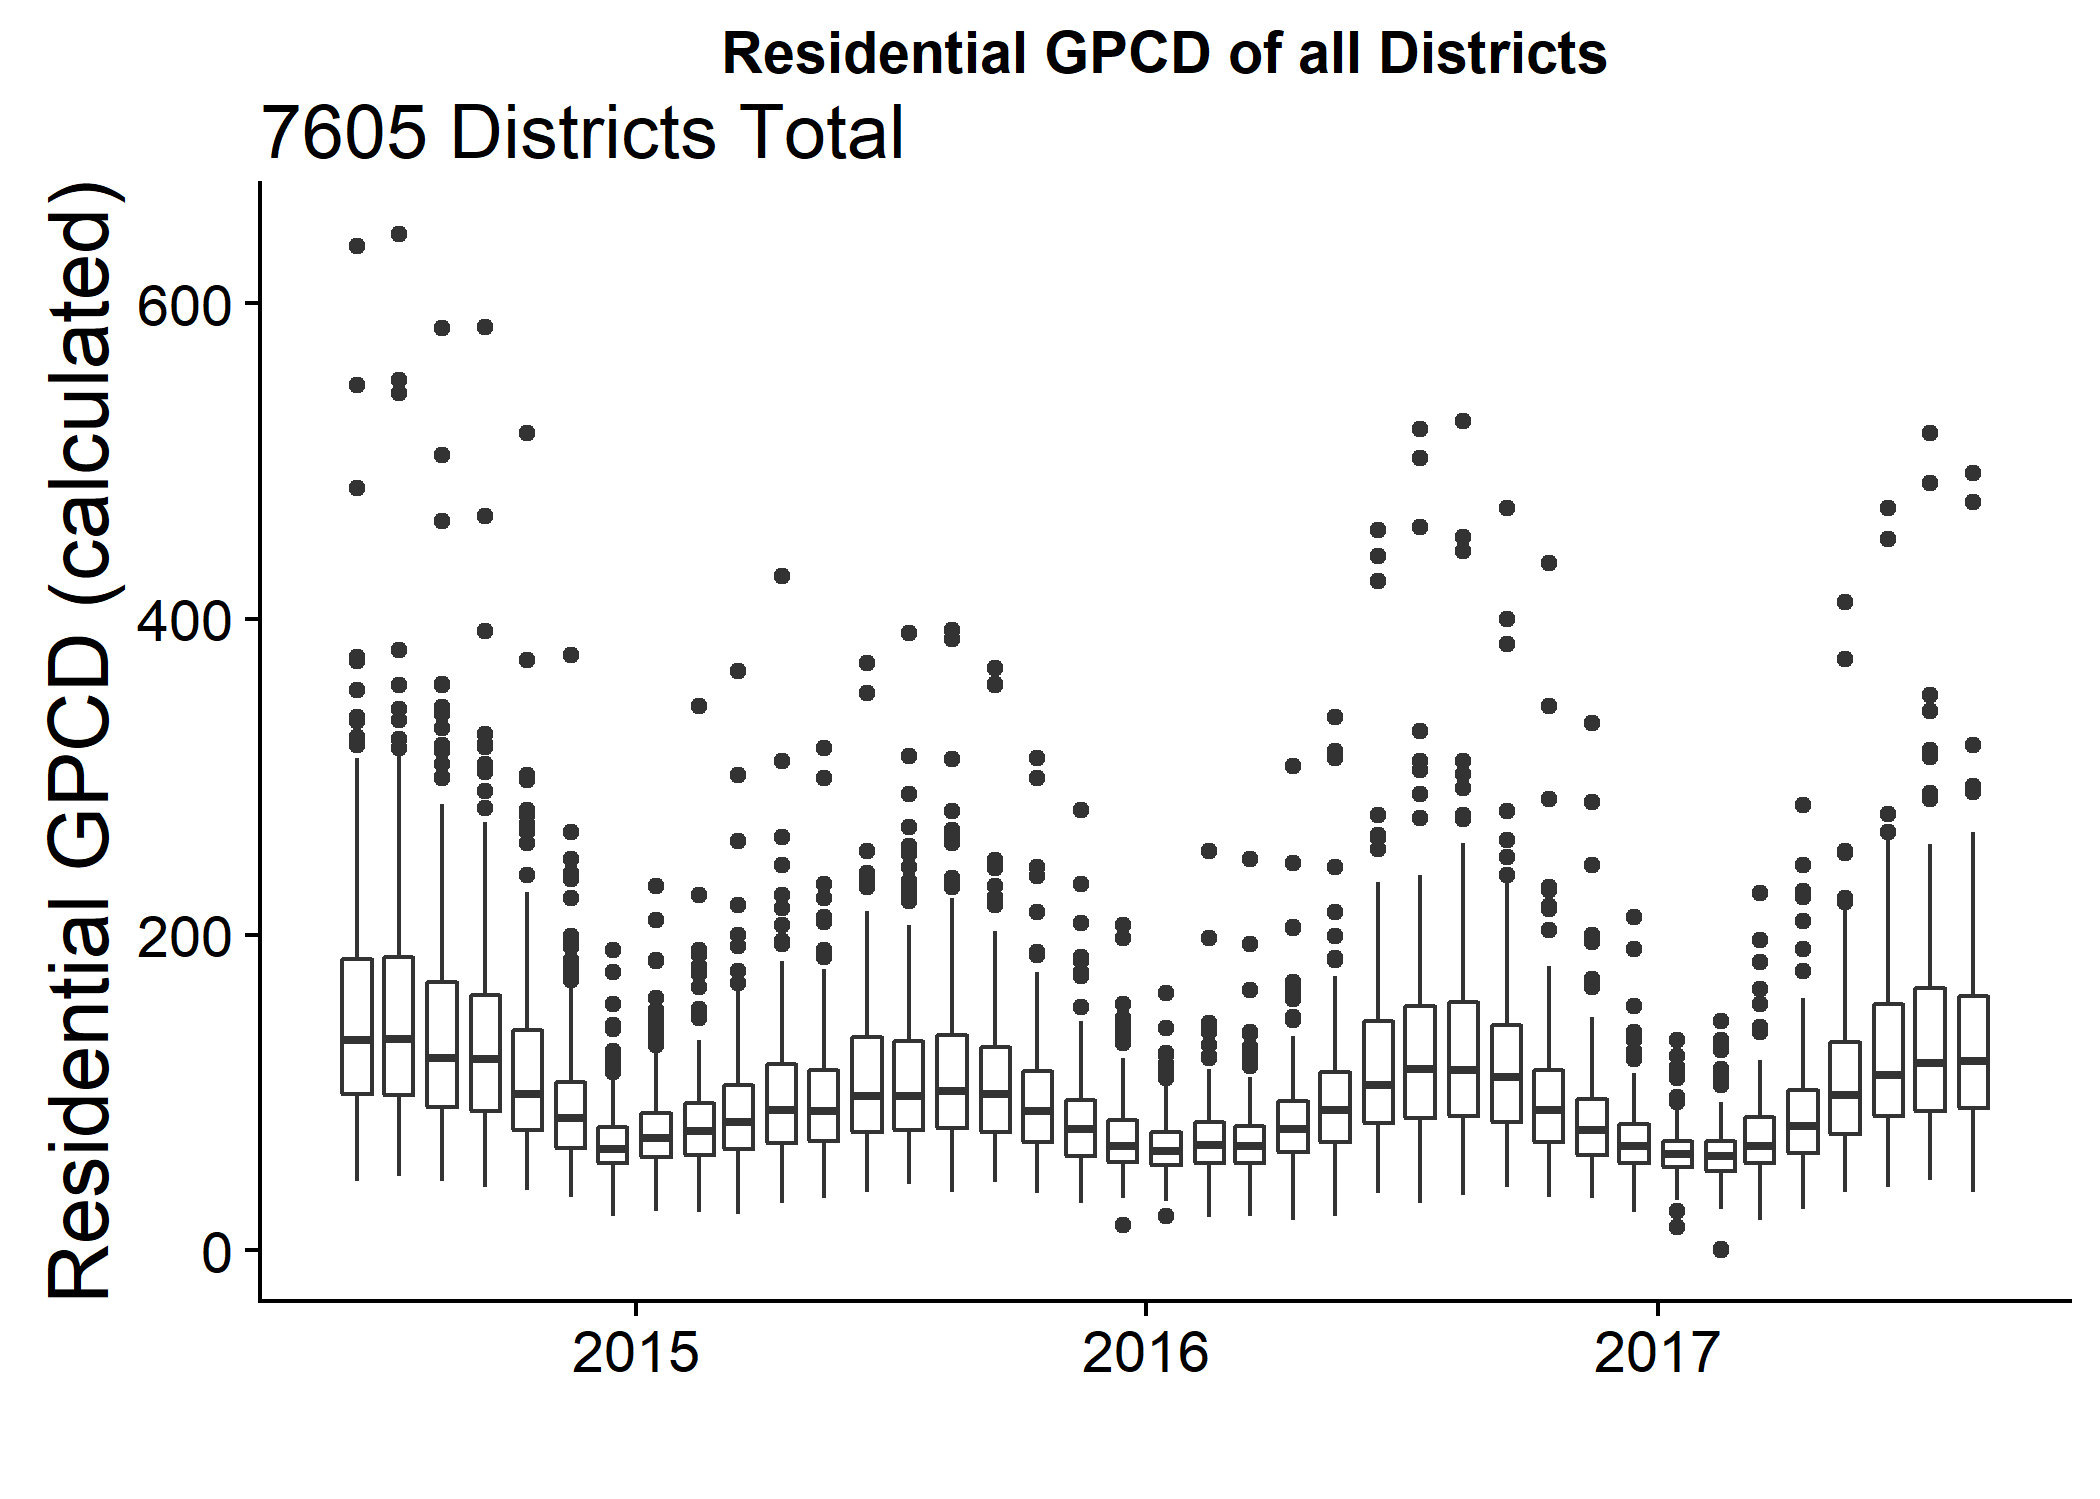 Residential GPCD of all Districts
7605 Districts Total
Residential GPCD (calculated)
600
400
200
0
2015
2016
2017